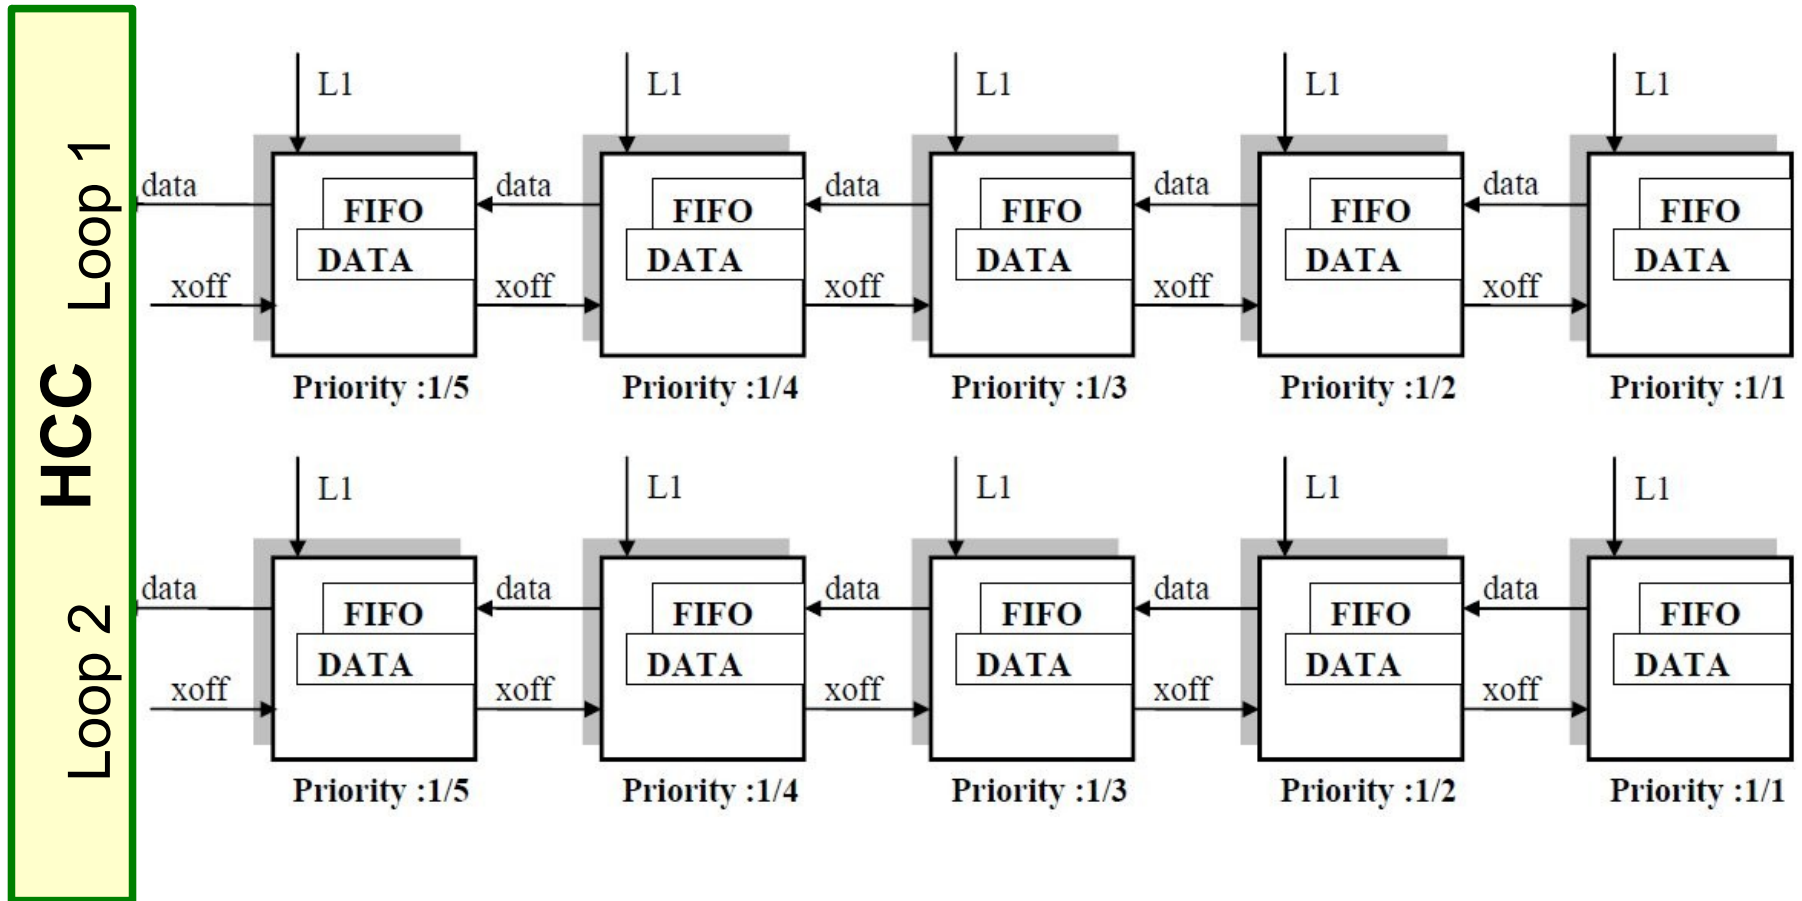 HCC
Loop 1
L1 L1 L1 L1 L1
data data data data data
FIFO FIFO FIFO FIFO FIFO
DATA DATA DATA DATA DATA
xoff xoff xoff xoff xoff
Priority :1/5 Priority :1/4 Priority :1/3 Priority :1/2 Priority :1/1
Loop 2
L1 L1 L1 L1 L1
data data data data data
FIFO FIFO FIFO FIFO FIFO
DATA DATA DATA DATA DATA
xoff xoff xoff xoff xoff
Priority :1/5 Priority :1/4 Priority :1/3 Priority :1/2 Priority :1/1